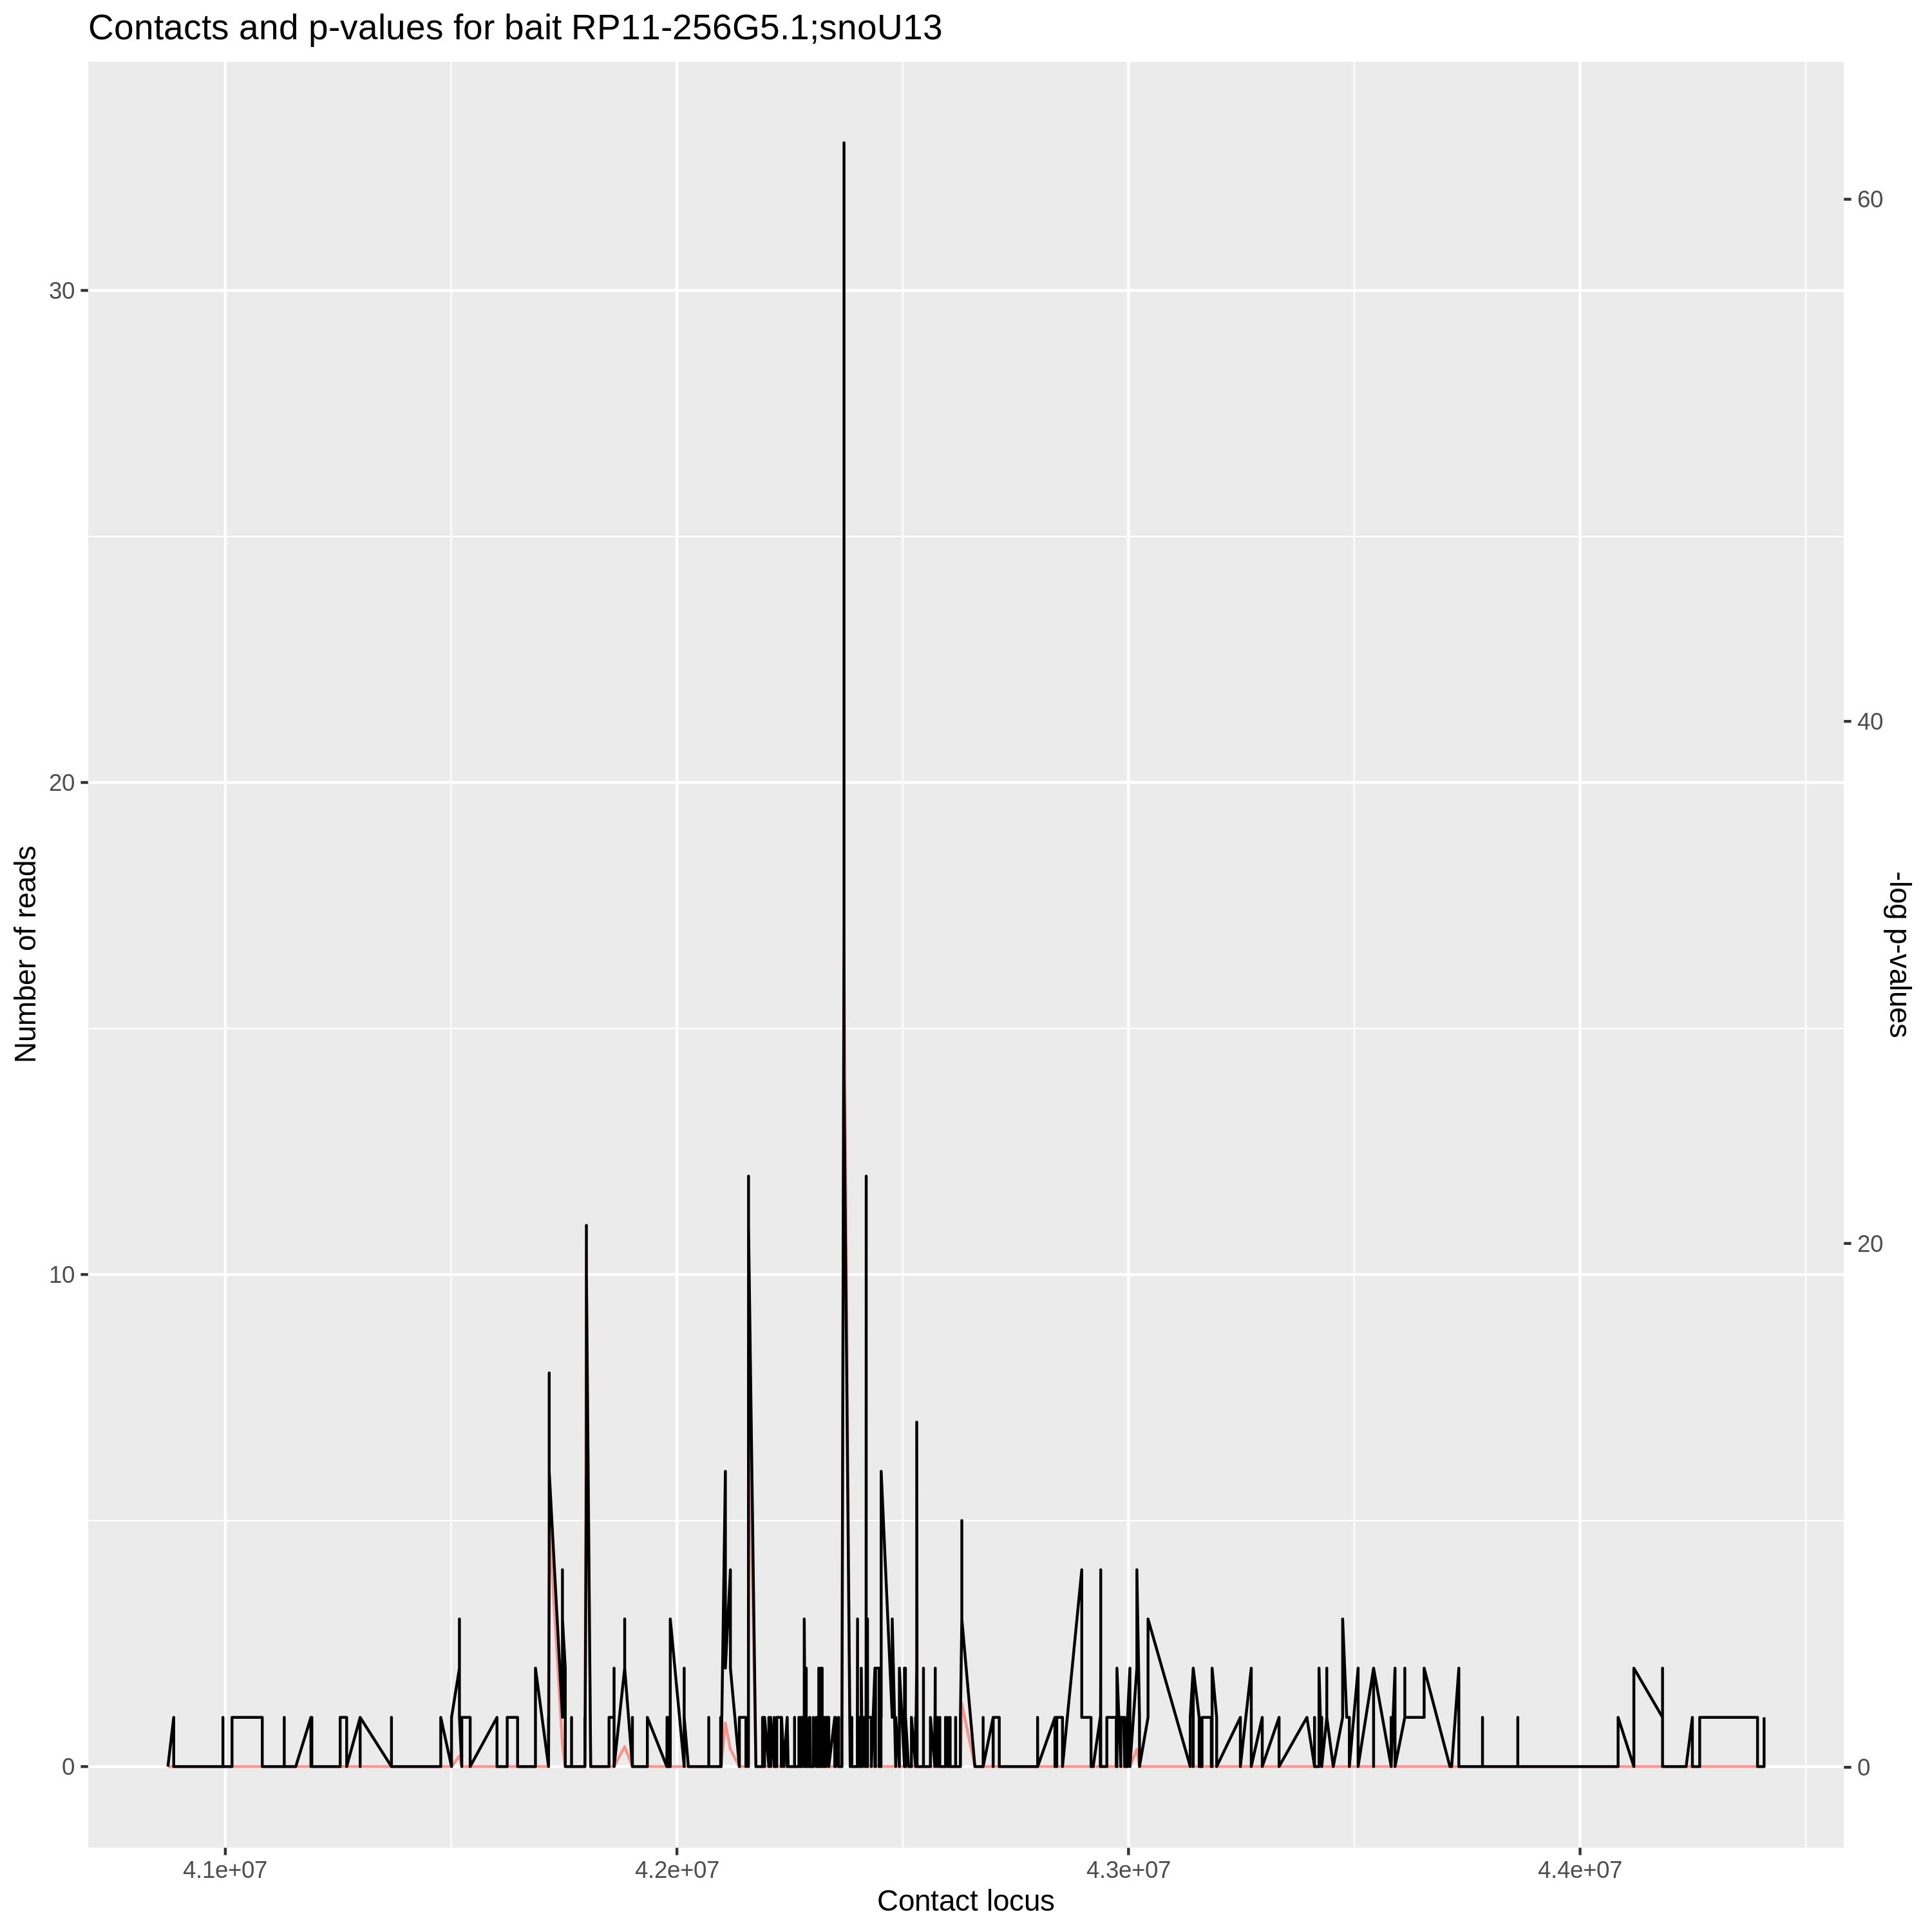 Contacts and p-values for bait RP11-256G5.1;snoU13
Number of reads
30
20
10
0
60
40
20
0
-log p-values
4.1e+07 4.2e+07 4.3e+07 4.4e+07
Contact locus